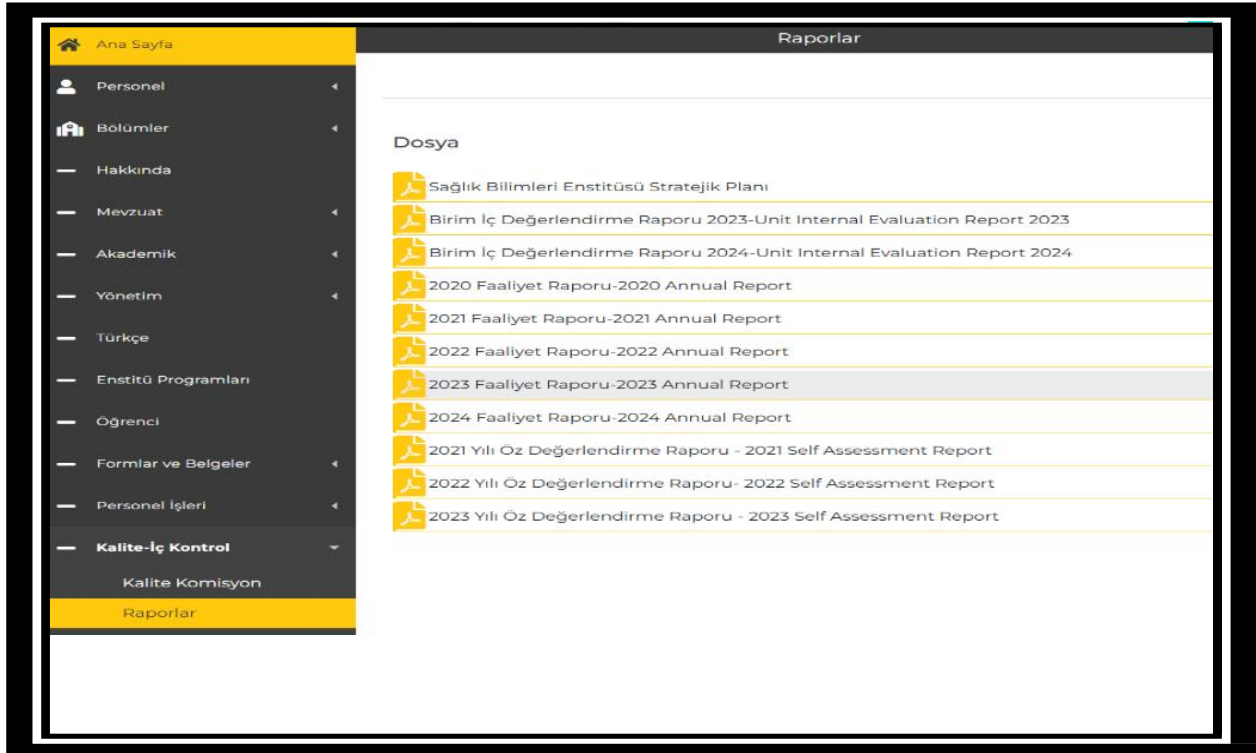 Ana Sayfa
Personel
Bölümler
Hakkında
Mevzuat
Akademik
Yönetim
Türkçe
Enstitü Programları
Öğrenci
Formlar ve Belgeler
Personel İşleri
Kalite-İç Kontrol
Kalite Komisyon
Raporlar
Raporlar
Dosya
Sağlık Bilimleri Enstitüsü Stratejik Planı
Birim İç Değerlendirme Raporu 2023-Unit Internal Evaluation Report 2023
Birim İç Değerlendirme Raporu 2024-Unit Internal Evaluation Report 2024
2020 Faaliyet Raporu-2020 Annual Report
2021 Faaliyet Raporu-2021 Annual Report
2022 Faaliyet Raporu-2022 Annual Report
2023 Faaliyet Raporu-2023 Annual Report
2024 Faaliyet Raporu-2024 Annual Report
2021 Yılı Öz Değerlendirme Raporu - 2021 Self Assessment Report
2022 Yılı Öz Değerlendirme Raporu- 2022 Self Assessment Report
2023 Yılı Öz Değerlendirme Raporu - 2023 Self Assessment Report